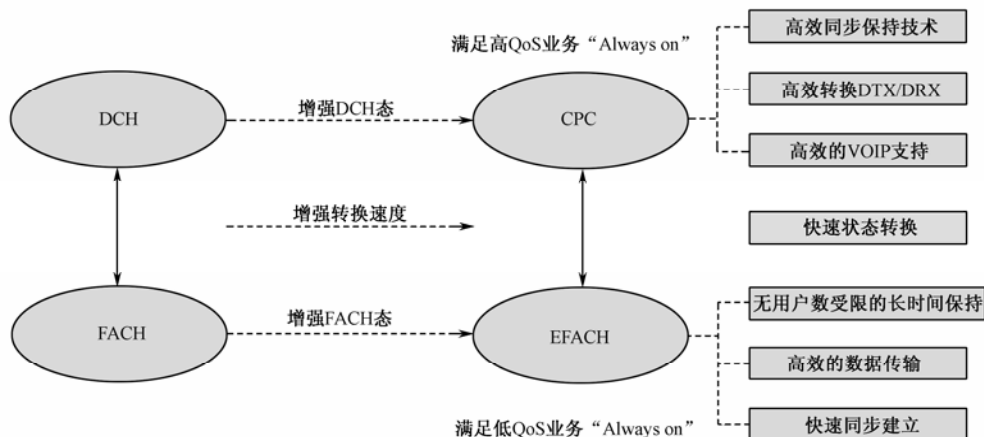 满足高QoS业务“Always on”
高效同步保持技术
DCH
增强DCH态
CPC
高效转换DTX/DRX
高效的VOIP支持
增强转换速度
快速状态转换
FACH
增强FACH态
EFACH
无用户数受限的长时间保持
高效的数据传输
满足低QoS业务“Always on”
快速同步建立